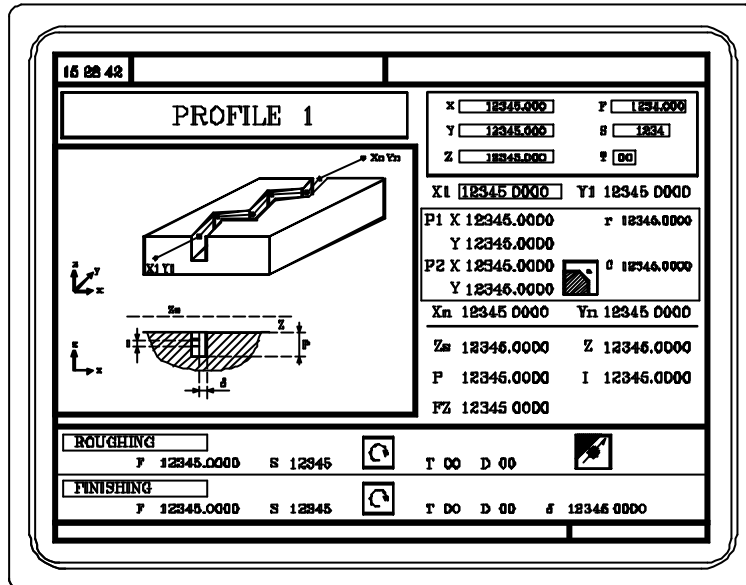 15 28 42
PROFILE 1
X 12345.000 F 1234.000
Y 12345.000 S 1234
Z 12345.000 T 00
Xn Yn
X1 Y1
z
y
x
Zs
Z
I
P
z
x
δ
X1 12345 0000 Y1 12345 0000
P1 X 12345.0000 r 12345.0000
Y 12345.0000
P2 X 12345.0000 C 12345.0000
Y 12345.0000
Xn 12345 0000 Yn 12345 0000
Zs 12345.0000 Z 12345.0000
P 12345.0000 I 12345.0000
FZ 12345 0000
ROUGHING
F 12345.0000 S 12345 T 00 D 00
FINISHING
F 12345.0000 S 12345 T 00 D 00 δ 12345 0000